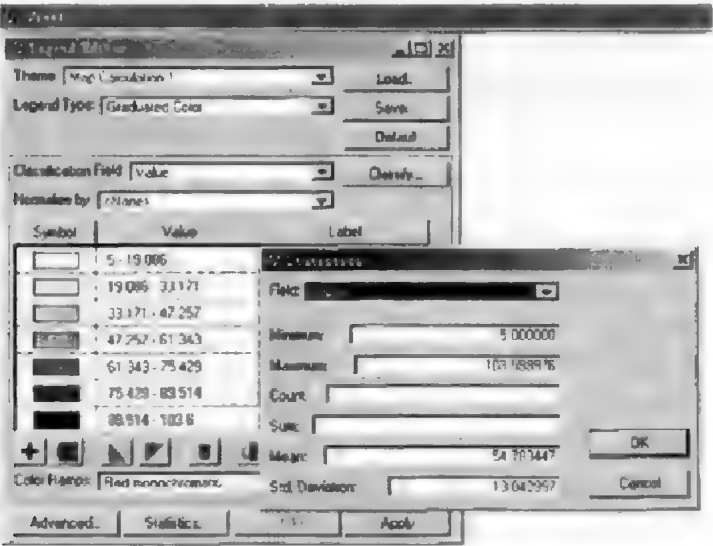 Legend Editor
Theme: Map Calculation 1
Load...
Legend Type: Graduated Color
Save...
Default
Classification Field: Value
Classify...
Normalize by: <None>
Symbol Value Label
5 - 19.086
19.086 - 33.171
33.171 - 47.257
47.257 - 61.343
61.343 - 75.429
75.429 - 89.514
89.514 - 103.6
Color Ramps: Red monochromatic
Advanced... Statistics... Apply
Statistics
Field:
Minimum: 5.000000
Maximum:
Count:
Sum:
Mean:
Std. Deviation:
OK
Cancel